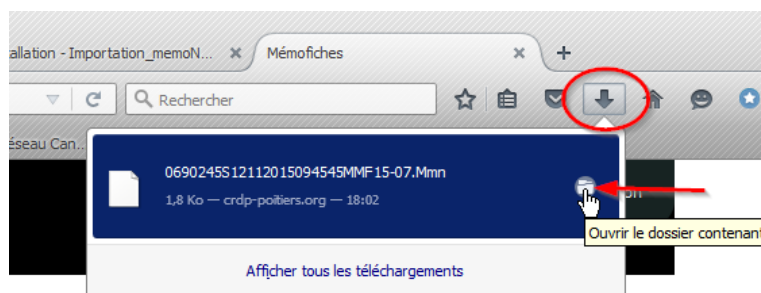 allation - Importation_memoN...
Mémofiches
Rechercher
éseau Can..
0690245S12112015094545MMF15-07.Mmn
1,8 Ko — crdp-poitiers.org — 18:02
on
Ouvrir le dossier contenant
Afficher tous les téléchargements